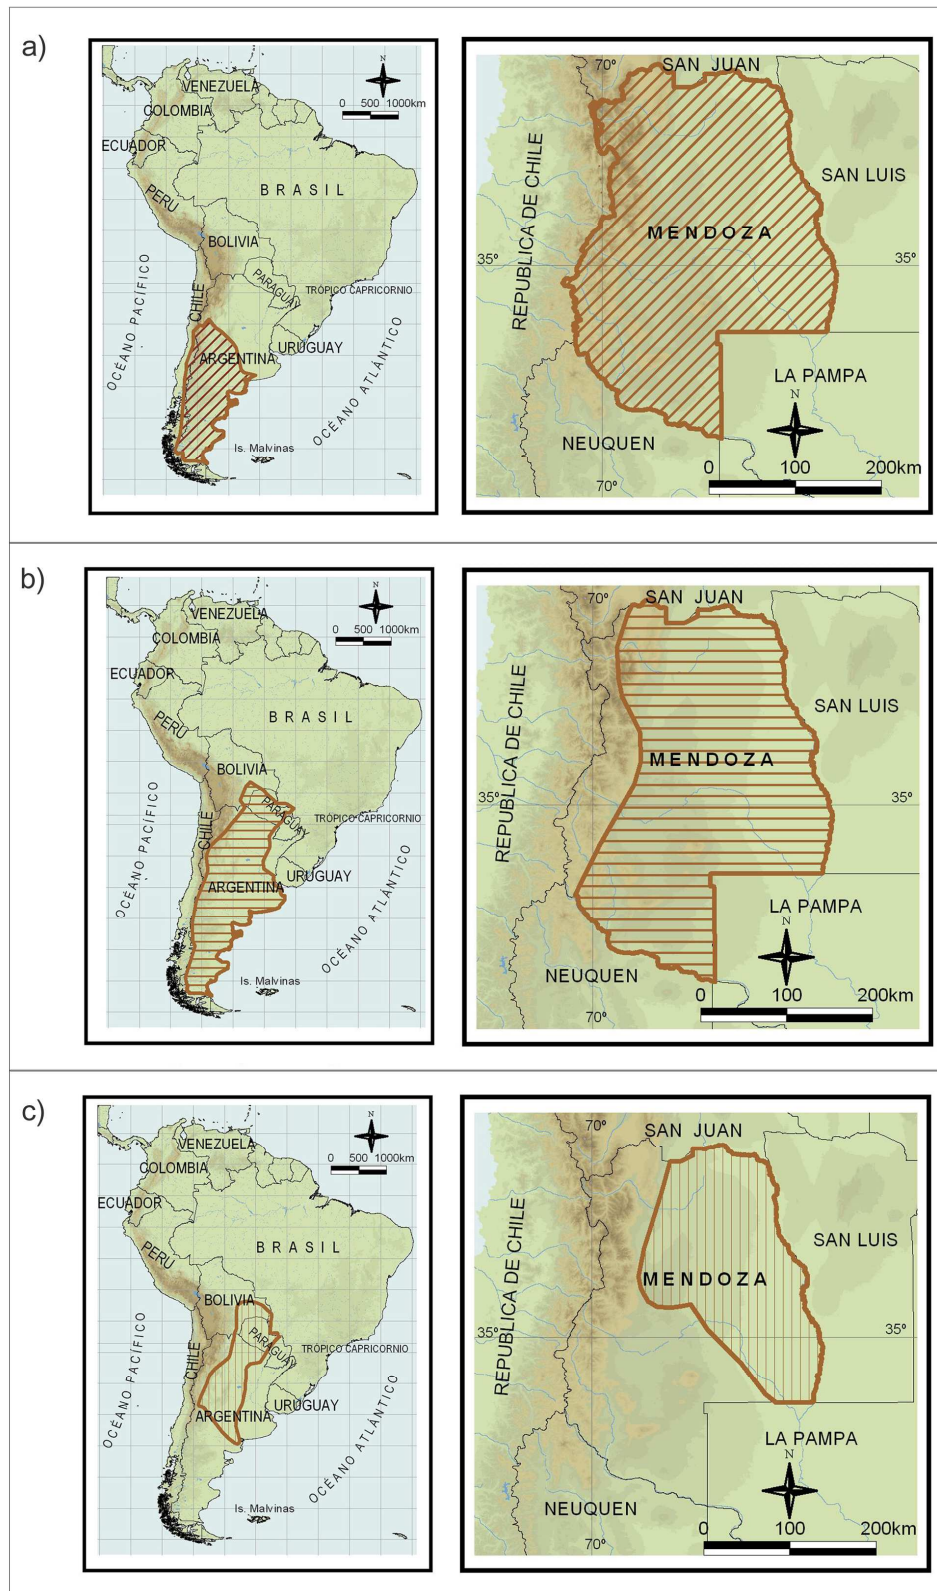 a)
N
0 500 1000km
VENEZUELA
COLOMBIA
ECUADOR
PERU
BRASIL
BOLIVIA
PARAGUAY
TRÓPICO CAPRICORNIO
CHILE
URUGUAY
ARGENTINA
OCÉANO PACÍFICO
OCÉANO ATLÁNTICO
Is. Malvinas
70º
SAN JUAN
REPUBLICA DE CHILE
SAN LUIS
MENDOZA
35º
35º
LA PAMPA
N
NEUQUEN
0 100 200km
70º
b)
N
0 500 1000km
VENEZUELA
COLOMBIA
ECUADOR
PERU
BRASIL
BOLIVIA
PARAGUAY
TRÓPICO CAPRICORNIO
CHILE
URUGUAY
ARGENTINA
OCÉANO PACÍFICO
OCÉANO ATLÁNTICO
Is. Malvinas
70º
SAN JUAN
REPUBLICA DE CHILE
SAN LUIS
MENDOZA
35º
35º
LA PAMPA
N
NEUQUEN
0 100 200km
70º
c)
N
0 500 1000km
VENEZUELA
COLOMBIA
ECUADOR
PERU
BRASIL
BOLIVIA
PARAGUAY
TRÓPICO CAPRICORNIO
CHILE
URUGUAY
ARGENTINA
OCÉANO PACÍFICO
OCÉANO ATLÁNTICO
Is. Malvinas
70º
SAN JUAN
REPUBLICA DE CHILE
SAN LUIS
MENDOZA
35º
35º
LA PAMPA
N
NEUQUEN
0 100 200km
70º